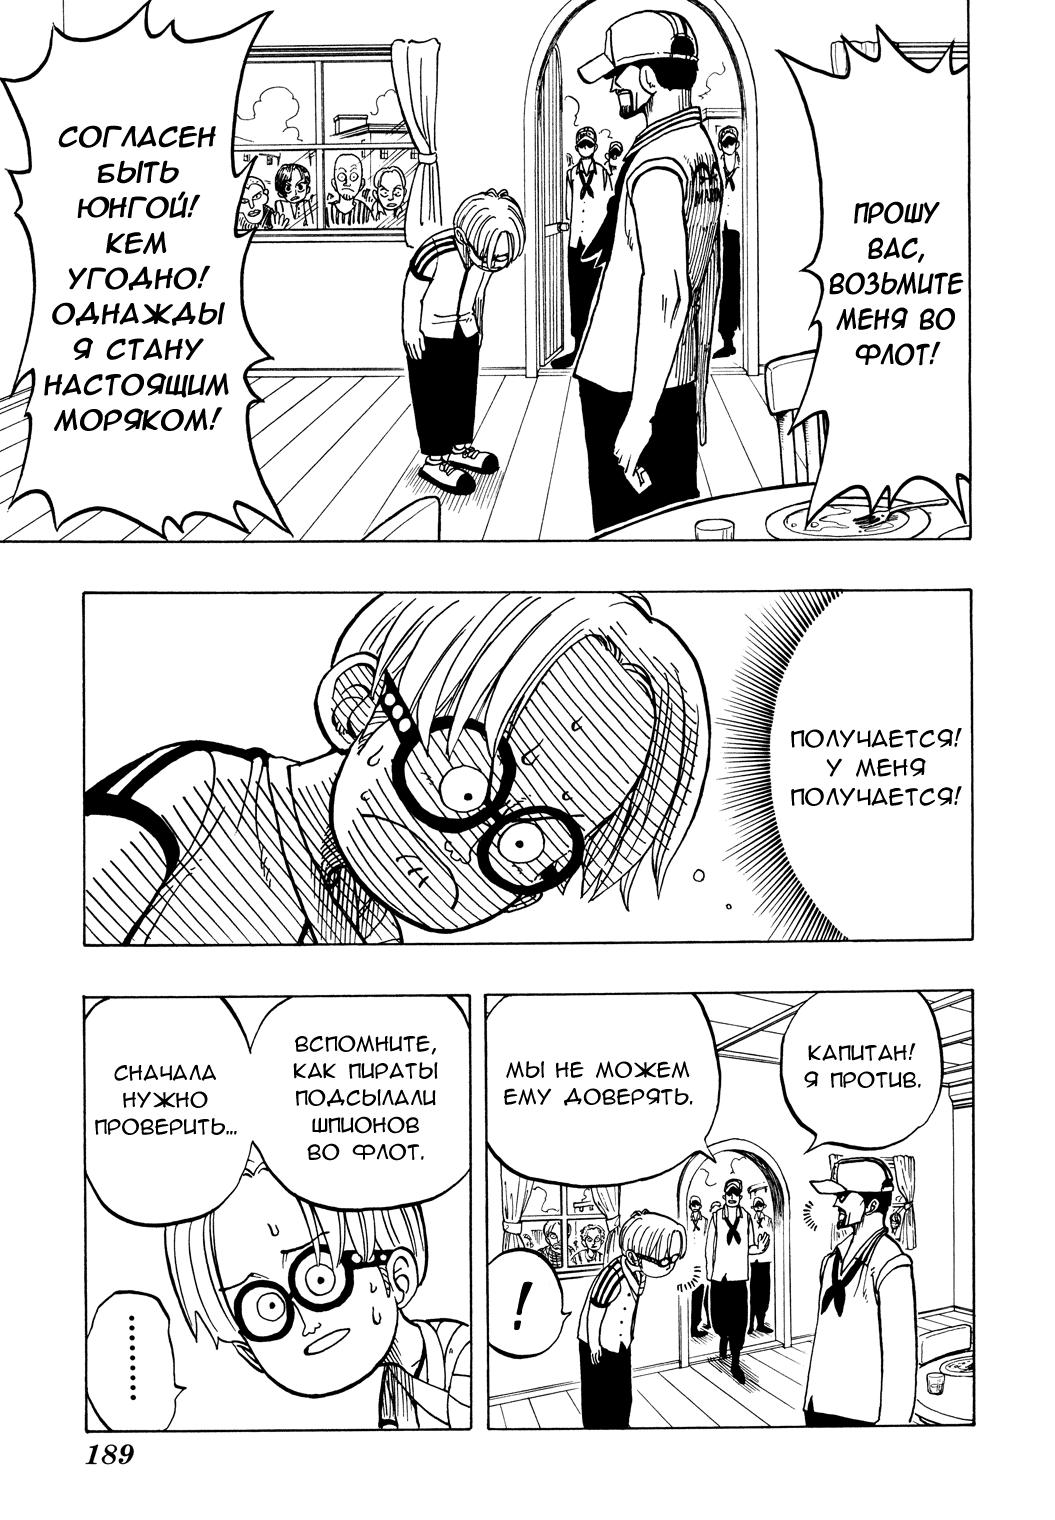 ПРОШУ
ВАС,
ВОЗЬМИТЕ
МЕНЯ ВО
ФЛОТ!
СОГЛАСЕН
БЫТЬ
ЮНГОЙ!
КЕМ
УГОДНО!
ОДНАЖДЫ
Я СТАНУ
НАСТОЯЩИМ
МОРЯКОМ!
ПОЛУЧАЕТСЯ!
У МЕНЯ
ПОЛУЧАЕТСЯ!
КАПИТАН!
Я ПРОТИВ.
МЫ НЕ МОЖЕМ
ЕМУ ДОВЕРЯТЬ.
!
ВСПОМНИТЕ,
КАК ПИРАТЫ
ПОДСЫЛАЛИ
ШПИОНОВ
ВО ФЛОТ.
СНАЧАЛА
НУЖНО
ПРОВЕРИТЬ...
........
189